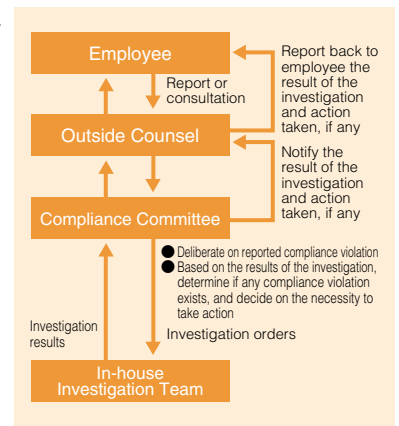 Employee
Report or
consultation
Report back to
employee the
result of the
investigation
and action
taken, if any
Outside Counsel
Notify the
result of the
investigation
and action
taken, if any
Compliance Committee
● Deliberate on reported compliance violation
● Based on the results of the investigation,
determine if any compliance violation
exists, and decide on the necessity to
take action
Investigation
results
Investigation orders
In-house
Investigation Team